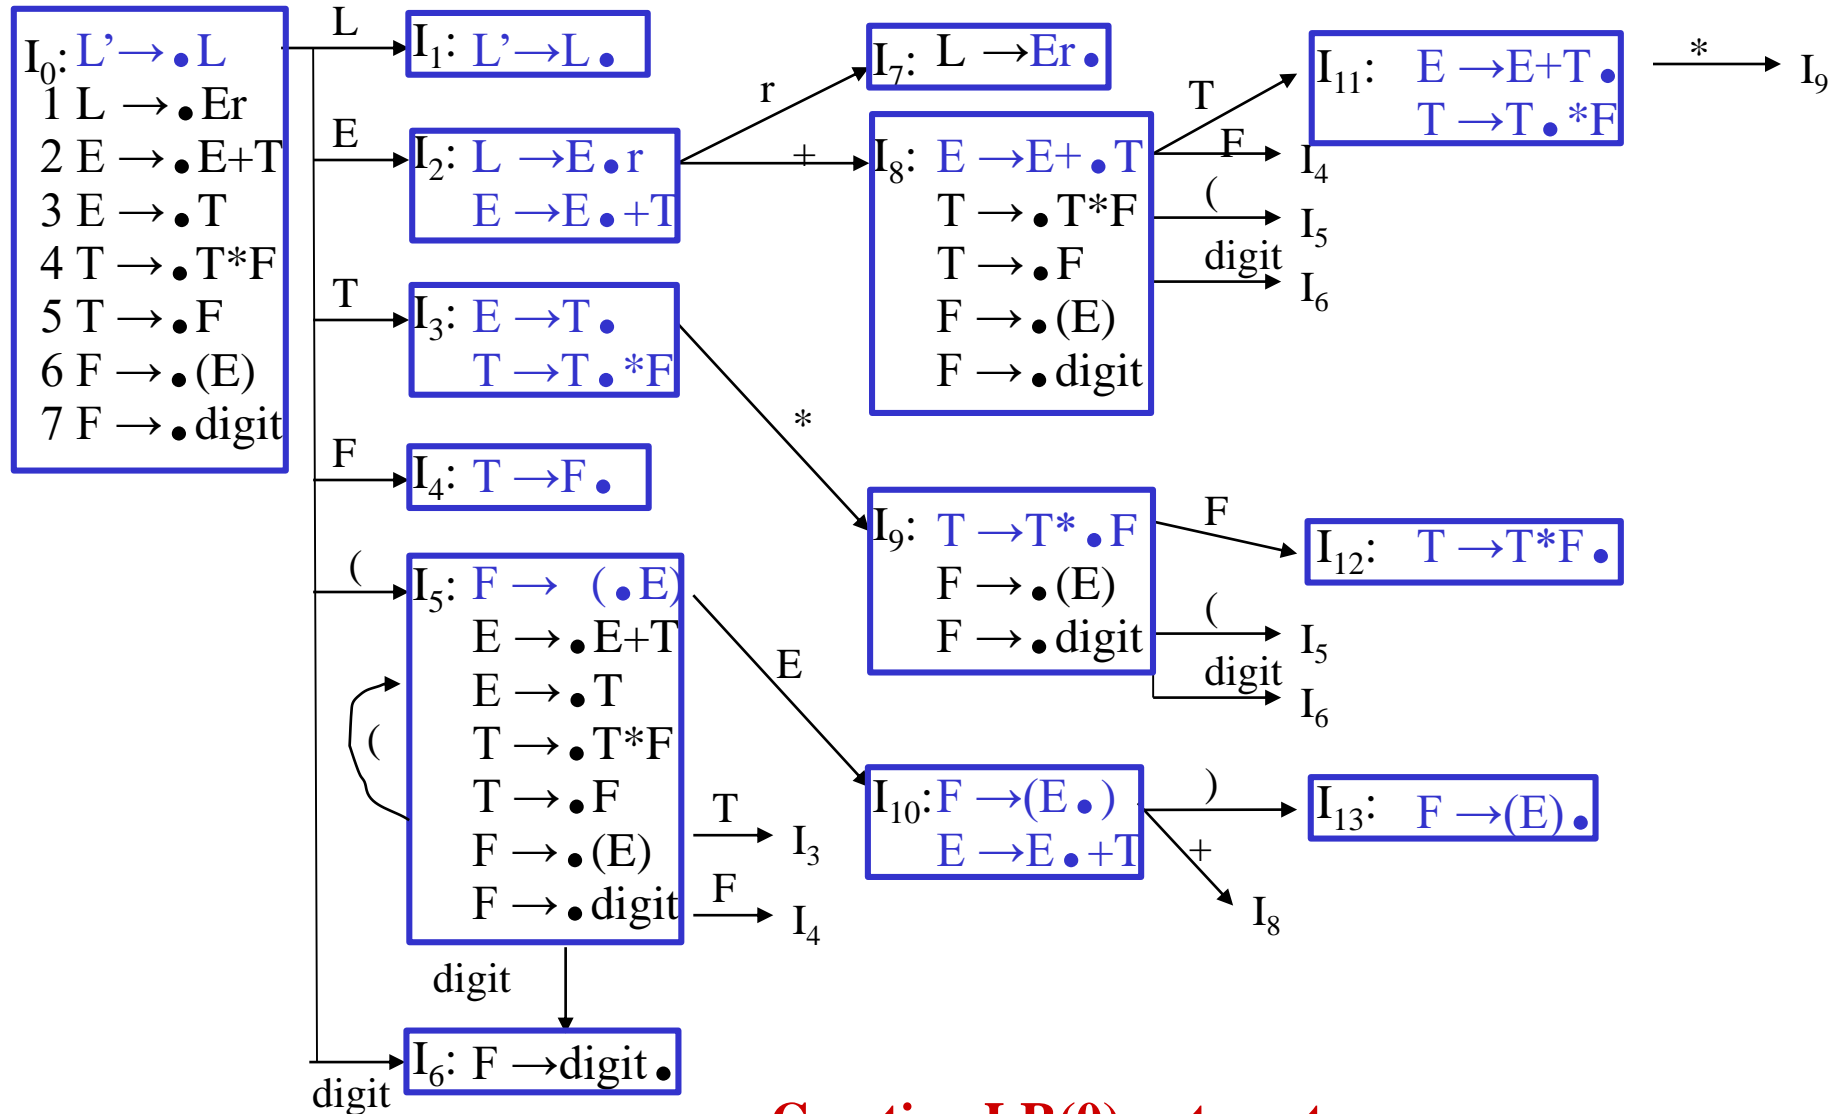 I0: L’→.L
1 L →.Er
2 E →.E+T
3 E →.T
4 T →.T*F
5 T →.F
6 F →.(E)
7 F →.digit
L
I1: L’→L.
E
I2: L →E.r
E →E.+T
T
I3: E →T.
T →T.*F
F
I4: T →F.
(
I5: F → (.E)
E →.E+T
E →.T
T →.T*F
T →.F
F →.(E)
F →.digit
(
T
I3
F
I4
digit
digit
I6: F →digit.
r
I7: L →Er.
+
I8: E →E+.T
T →.T*F
T →.F
F →.(E)
F →.digit
T
F
I4
(
I5
digit
I6
*
I9: T →T*.F
F →.(E)
F →.digit
F
(
I5
digit
I6
E
I10:F →(E.)
E →E.+T
)
+
I8
I11: E →E+T.
T →T.*F
*
I9
I12: T →T*F.
I13: F →(E).